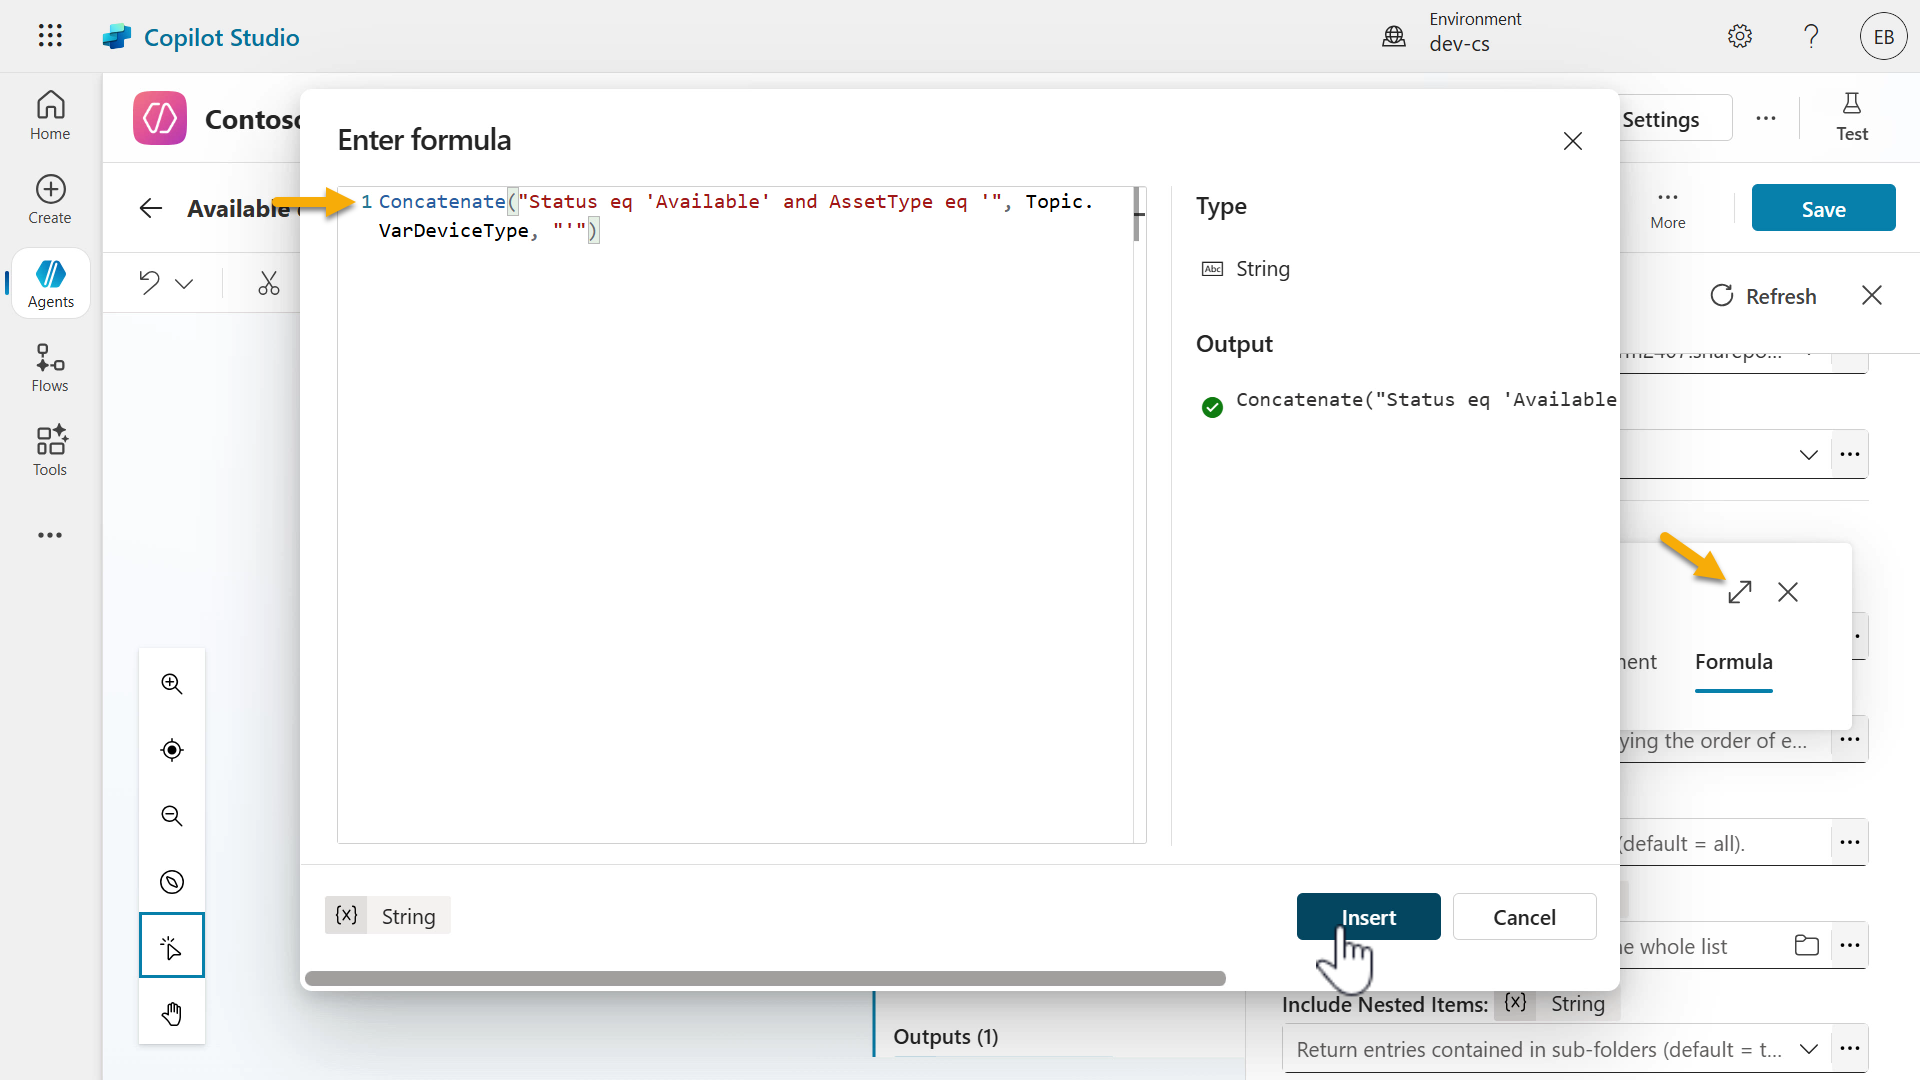 Copilot Studio
Environment
dev-cs
EB
Home
Create
Agents
Flows
Tools
Contoso
Settings
Test
Available
More
Save
Refresh
Enter formula
1 Concatenate("Status eq 'Available' and AssetType eq '", Topic.
VarDeviceType, "'")
Type
Abc String
Output
Concatenate("Status eq 'Available
{x} String
Insert
Cancel
Formula
ying the order of e...
(default = all).
whole list
Include Nested Items: {x} String
Return entries contained in sub-folders (default = t...
Outputs (1)